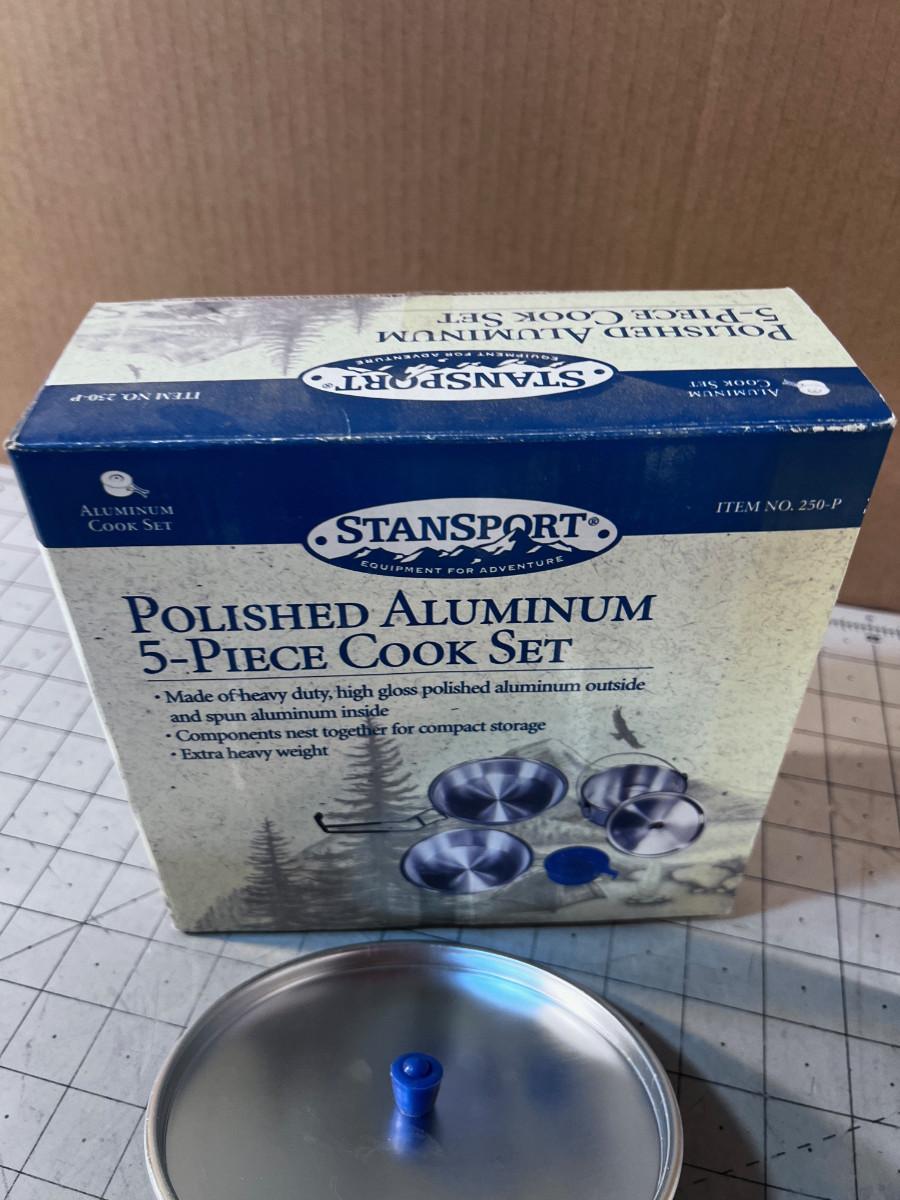 POLISHED ALUMINUM
5-PIECE COOK SET
STANSPORT®
EQUIPMENT FOR ADVENTURE
ALUMINUM
COOK SET
ITEM NO. 250-P
ALUMINUM
COOK SET
STANSPORT®
EQUIPMENT FOR ADVENTURE
ITEM NO. 250-P
POLISHED ALUMINUM
5-PIECE COOK SET
• Made of heavy duty, high gloss polished aluminum outside
and spun aluminum inside
• Components nest together for compact storage
• Extra heavy weight